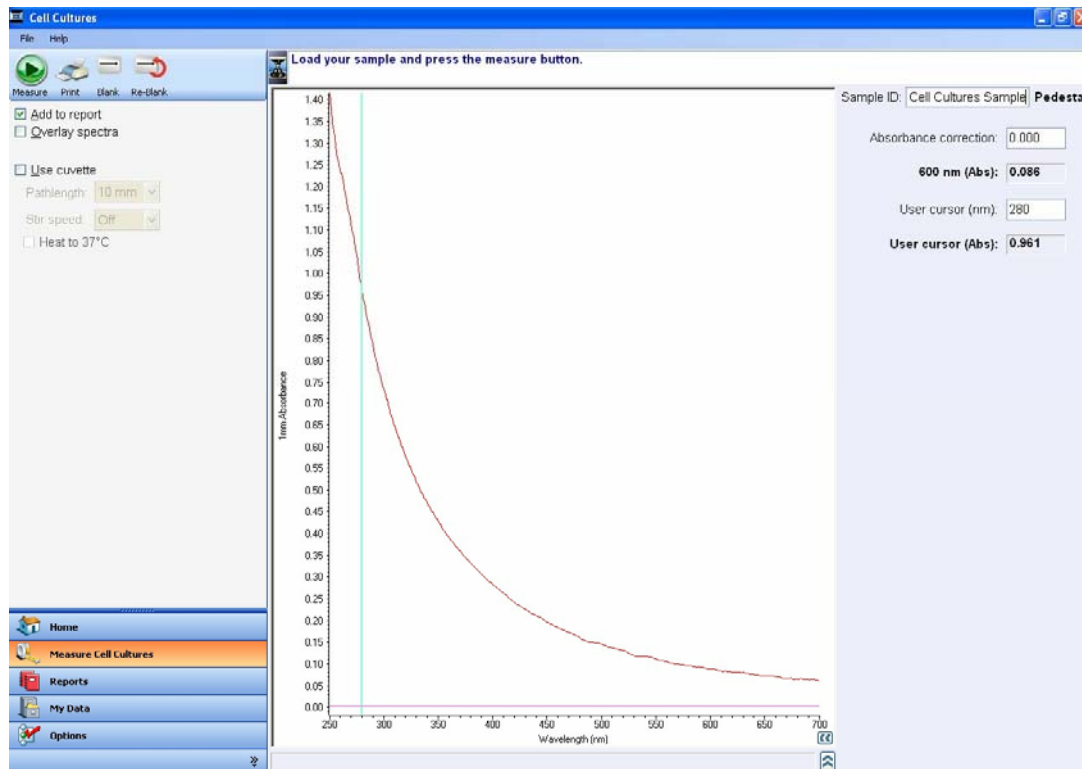 Cell Cultures
File Help
Measure Print Blank Re-Blank
Load your sample and press the measure button.
Add to report
Overlay spectra
Use cuvette
Pathlength: 10 mm
Stir speed: Off
Heat to 37°C
Sample ID: Cell Cultures Sample Pedesta
Absorbance correction: 0.000
600 nm (Abs): 0.086
User cursor (nm): 280
User cursor (Abs): 0.961
1.40
1.35
1.30
1.25
1.20
1.15
1.10
1.05
1.00
0.95
0.90
0.85
0.80
0.75
0.70
0.65
0.60
0.55
0.50
0.45
0.40
0.35
0.30
0.25
0.20
0.15
0.10
0.05
0.00
1mm Absorbance
250 300 350 400 450 500 550 600 650 700
Wavelength (nm)
Home
Measure Cell Cultures
Reports
My Data
Options